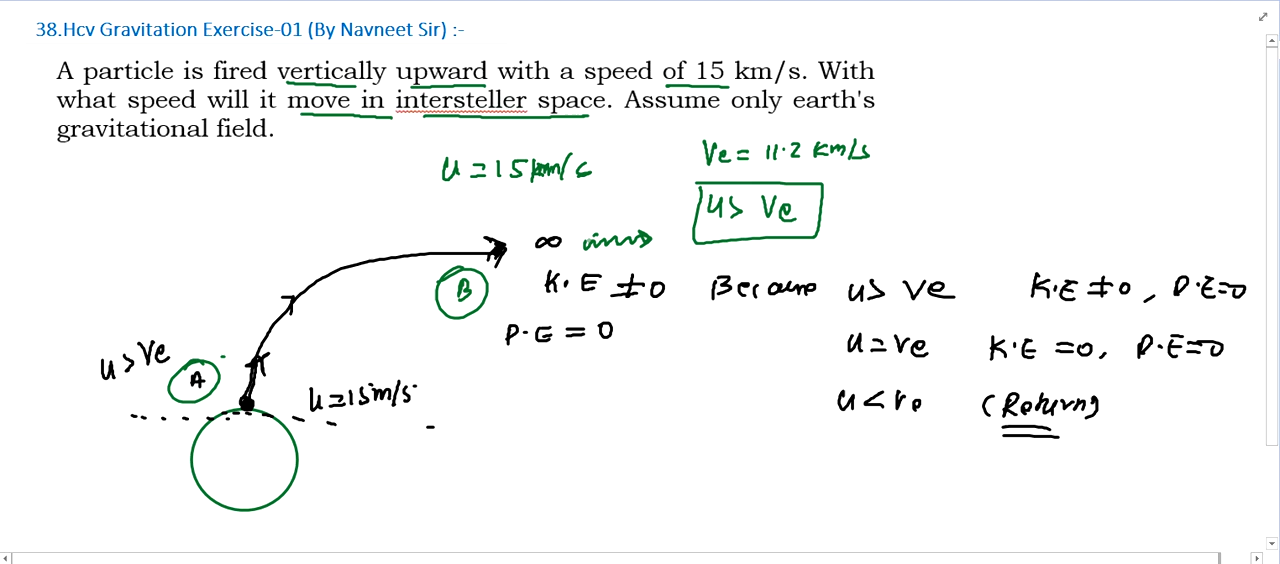 38.Hcv Gravitation Exercise-01 (By Navneet Sir) :-
A particle is fired vertically upward with a speed of 15 km/s. With
what speed will it move in intersteller space. Assume only earth's
gravitational field.
u = 15 km/s
Ve = 11.2 km/s
u > Ve
∞
B
K.E ≠ 0 Because u > ve K.E ≠ 0, P.E = 0
P.E = 0
u = ve K.E = 0, P.E = 0
u > Ve
A
u = 15 m/s
u < ve (Return)